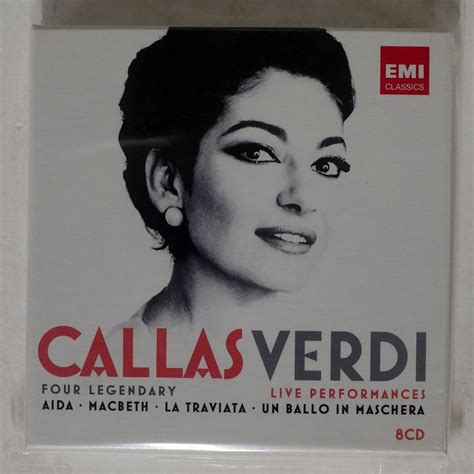 EMI
CLASSICS
CALLAS VERDI
FOUR LEGENDARY LIVE PERFORMANCES
AIDA · MACBETH · LA TRAVIATA · UN BALLO IN MASCHERA
8CD